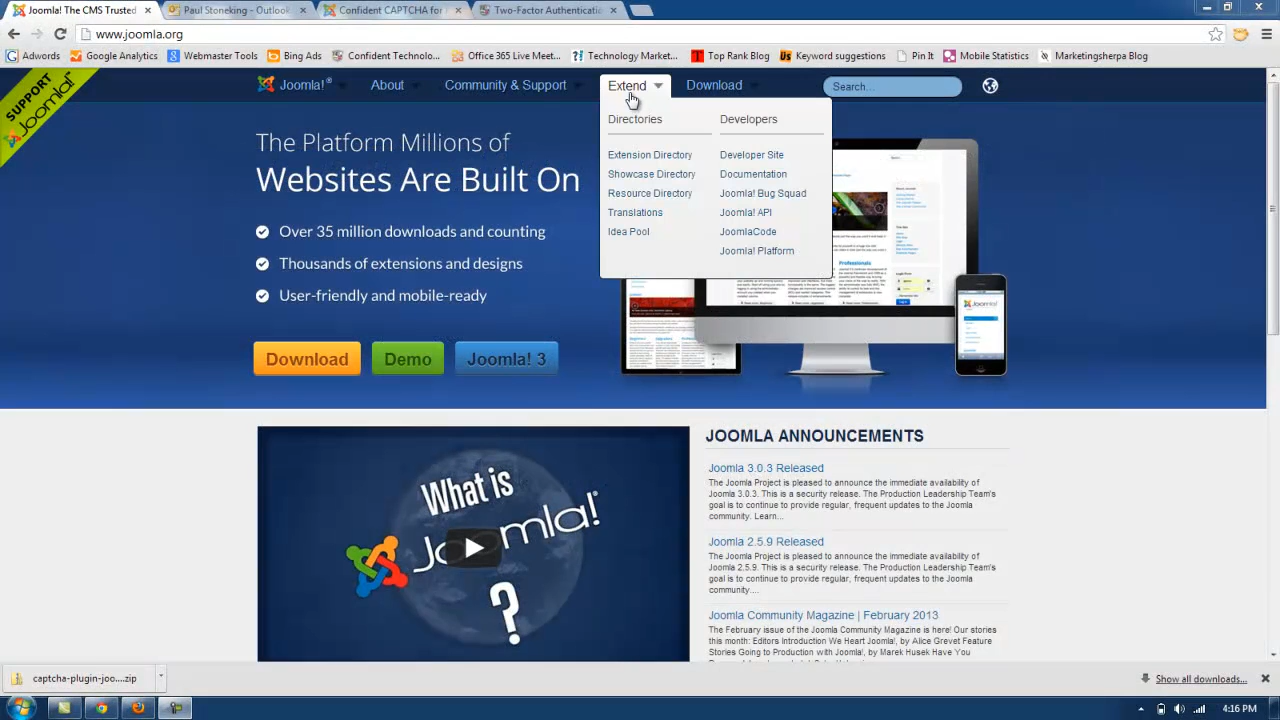 Joomla! The CMS Trusted
Paul Stoneking - Outlook
Confident CAPTCHA for
Two-Factor Authenticatio
www.joomla.org
Adwords
Google Analytics
Webmaster Tools
Bing Ads
Confident Technolo...
Office 365 Live Meet...
Technology Market...
Top Rank Blog
Keyword suggestions
Pin It
Mobile Statistics
Marketingsherpa Blog
SUPPORT
Joomla!
Joomla!®
About
Community & Support
Extend
Download
Search...
Directories
Extension Directory
Showcase Directory
Resource Directory
Translations
Idea Pool
Developers
Developer Site
Documentation
Joomla! Bug Squad
Joomla! API
JoomlaCode
Joomla! Platform
The Platform Millions of
Websites Are Built On
Over 35 million downloads and counting
Thousands of extensions and designs
User-friendly and mobile-ready
Download
Joomla! 3
Professionals
Joomla!
What is
Joomla!®
?
JOOMLA ANNOUNCEMENTS
Joomla 3.0.3 Released
The Joomla Project is pleased to announce the immediate availability of
Joomla 3.0.3. This is a security release. The Production Leadership Team's
goal is to continue to provide regular, frequent updates to the Joomla
community. Learn...
Joomla 2.5.9 Released
The Joomla Project is pleased to announce the immediate availability of
Joomla 2.5.9. This is a security release. The Production Leadership Team's
goal is to continue to provide regular, frequent updates to the Joomla
community....
Joomla Community Magazine | February 2013
The February issue of the Joomla Community Magazine is here! Our stories
this month: Editors Introduction We Heart Joomla!, by Alice Grevet Feature
Stories Going to Production with Joomla!, by Marek Husek Have You
captcha-plugin-joo....zip
Show all downloads...
4:16 PM